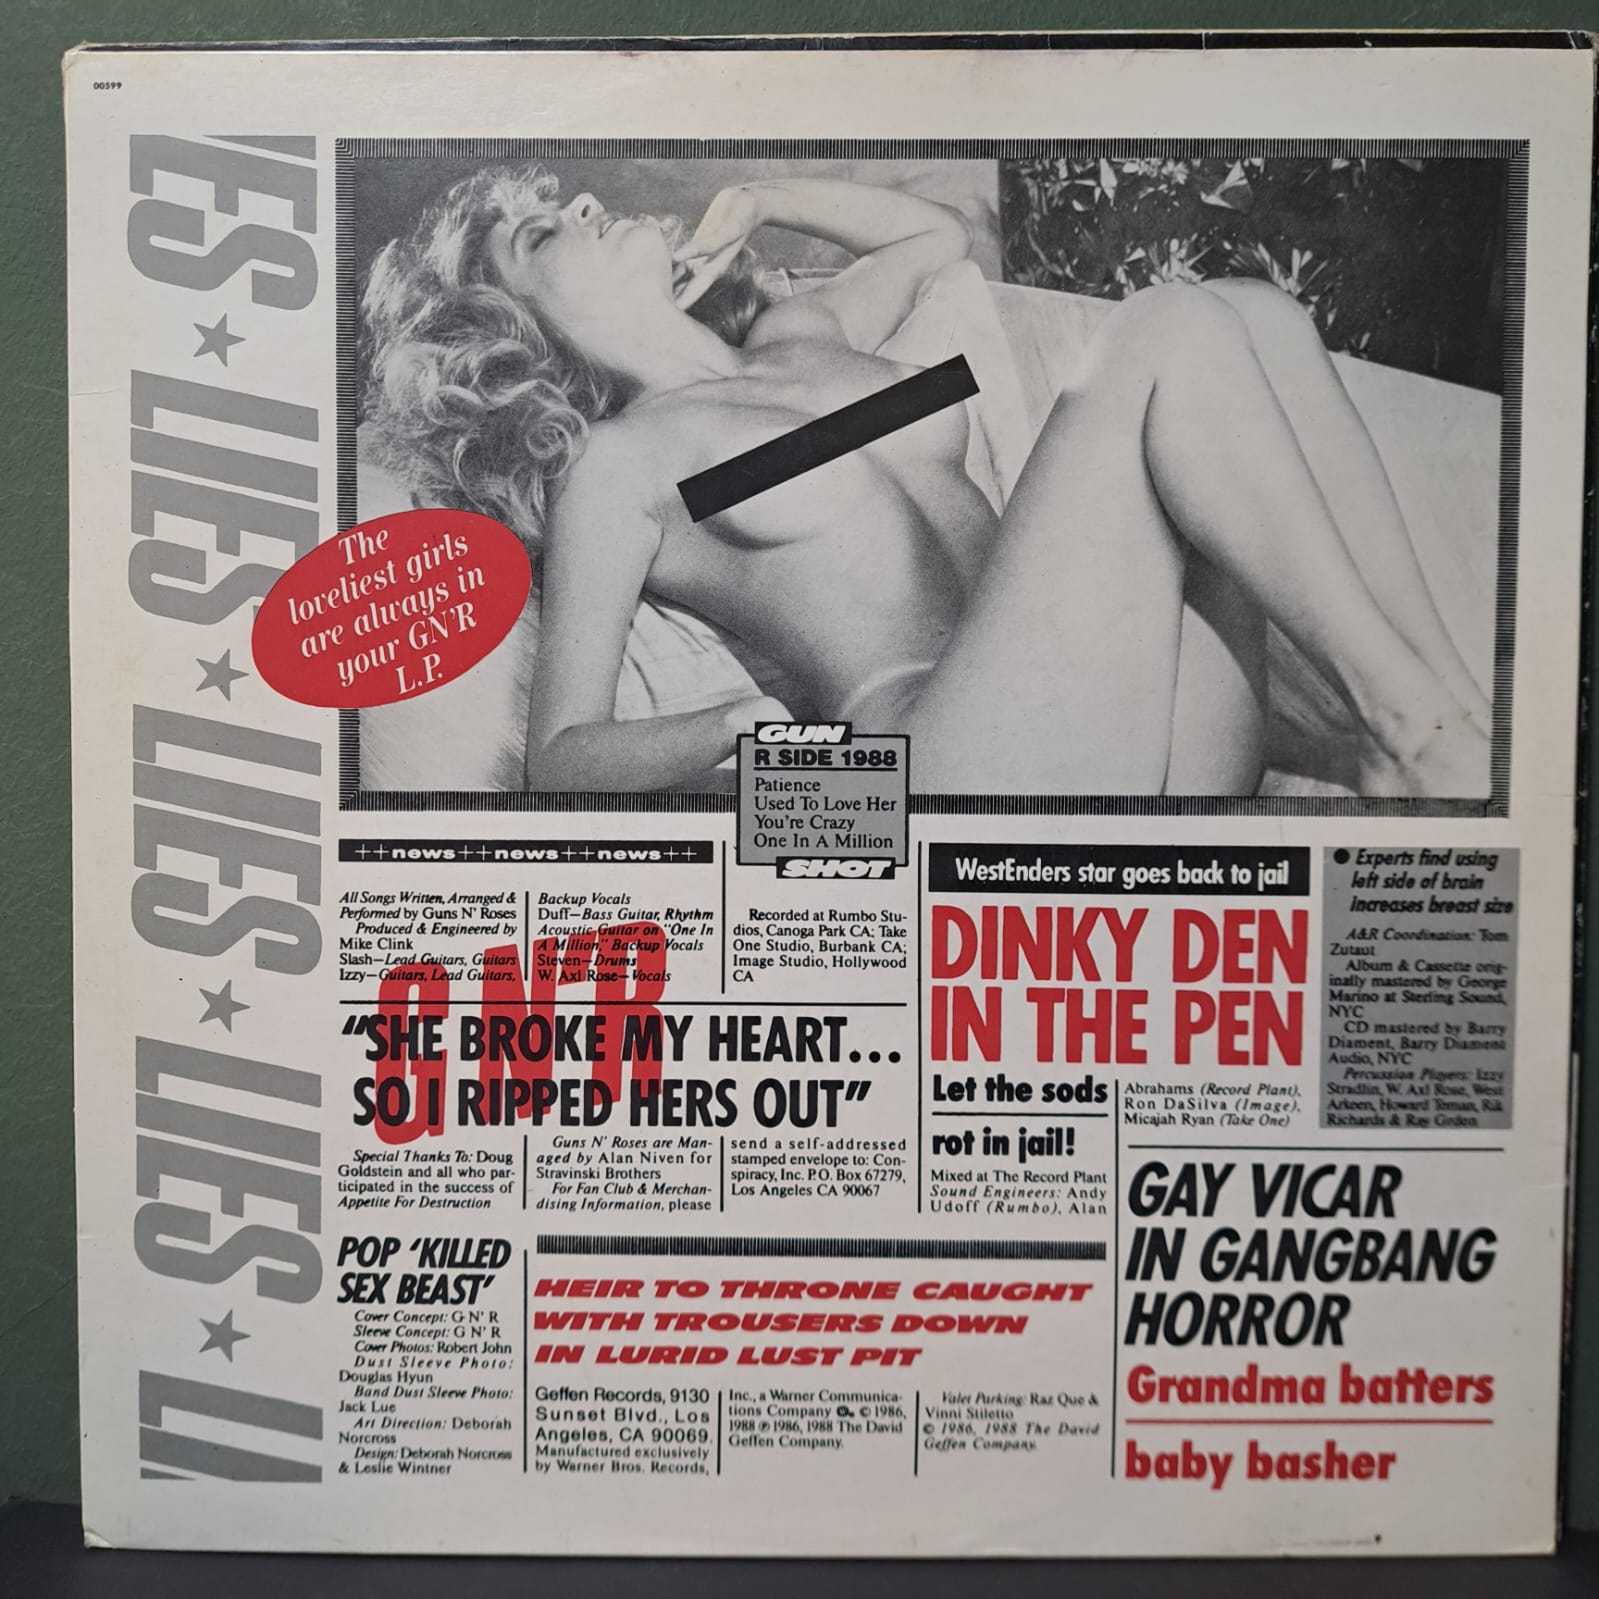 00599
IES ★ LIES ★ LIES ★ LIES ★ LI
The
loveliest girls
are always in
your GN'R
L.P.
GUN
R SIDE 1988
Patience
Used To Love Her
You're Crazy
One In A Million
SHOT
++news++news++news++
All Songs Written, Arranged &
Performed by Guns N' Roses
Produced & Engineered by
Mike Clink
Slash—Lead Guitars, Guitars
Izzy—Guitars, Lead Guitars,
Backup Vocals
Duff—Bass Guitar, Rhythm
Acoustic Guitar on "One In
A Million," Backup Vocals
Steven—Drums
W. Axl Rose—Vocals
Recorded at Rumbo Stu-
dios, Canoga Park CA; Take
One Studio, Burbank CA;
Image Studio, Hollywood
CA
GN'R
"SHE BROKE MY HEART...
SO I RIPPED HERS OUT"
Special Thanks To: Doug
Goldstein and all who par-
ticipated in the success of
Appetite For Destruction
Guns N' Roses are Man-
aged by Alan Niven for
Stravinski Brothers
For Fan Club & Merchan-
dising Information, please
send a self-addressed
stamped envelope to: Con-
spiracy, Inc. P.O. Box 67279,
Los Angeles CA 90067
WestEnders star goes back to jail
DINKY DEN
IN THE PEN
Let the sods
rot in jail!
Mixed at The Record Plant
Sound Engineers: Andy
Udoff (Rumbo), Alan
Abrahams (Record Plant),
Ron DaSilva (Image),
Micajah Ryan (Take One)
● Experts find using
left side of brain
increases breast size
A&R Coordination: Tom
Zutaut
Album & Cassette orig-
inally mastered by George
Marino at Sterling Sound,
NYC
CD mastered by Barry
Diament, Barry Diament
Audio, NYC
Percussion Players: Izzy
Stradlin, W. Axl Rose, West
Arkeen, Howard Teman, Rik
Richards & Ray Grden
GAY VICAR
IN GANGBANG
HORROR
Grandma batters
baby basher
POP 'KILLED
SEX BEAST'
Cover Concept: G N' R
Sleeve Concept: G N' R
Cover Photos: Robert John
Dust Sleeve Photo:
Douglas Hyun
Band Dust Sleeve Photo:
Jack Lue
Art Direction: Deborah
Norcross
Design: Deborah Norcross
& Leslie Wintner
HEIR TO THRONE CAUGHT
WITH TROUSERS DOWN
IN LURID LUST PIT
Geffen Records, 9130
Sunset Blvd., Los
Angeles, CA 90069.
Manufactured exclusively
by Warner Bros. Records,
Inc., a Warner Communica-
tions Company © 1986,
1988 ℗ 1986, 1988 The David
Geffen Company.
Valet Parking: Raz Que &
Vinni Stiletto
© 1986, 1988 The David
Geffen Company.